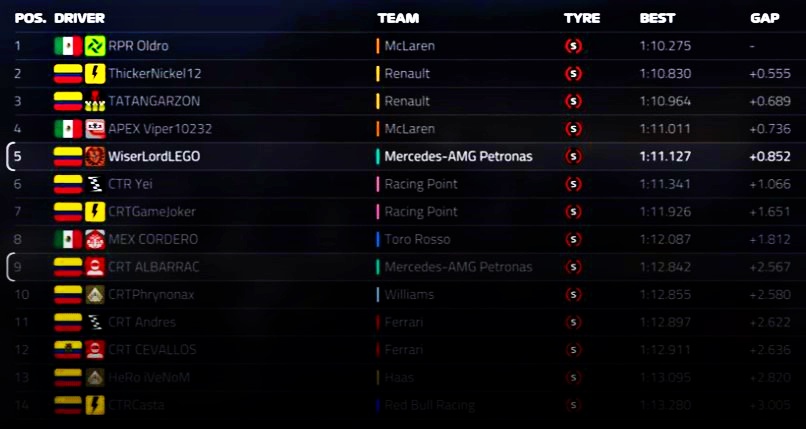 POS. DRIVER TEAM TYRE BEST GAP
1 RPR Oldro McLaren S 1:10.275 -
2 ThickerNickel12 Renault S 1:10.830 +0.555
3 TATANGARZON Renault S 1:10.964 +0.689
4 APEX Viper10232 McLaren S 1:11.011 +0.736
5 WiserLordLEGO Mercedes-AMG Petronas S 1:11.127 +0.852
6 CTR Yei Racing Point S 1:11.341 +1.066
7 CRTGameJoker Racing Point S 1:11.926 +1.651
8 MEX CORDERO Toro Rosso S 1:12.087 +1.812
9 CRT ALBARRAC Mercedes-AMG Petronas S 1:12.842 +2.567
10 CRTPhrynonax Williams S 1:12.855 +2.580
11 CRT Andres Ferrari S 1:12.897 +2.622
12 CRT CEVALLOS Ferrari S 1:12.911 +2.636
13 HeRo iVeNoM Haas S 1:13.095 +2.820
14 CTRCasta Red Bull Racing S 1:13.280 +3.005